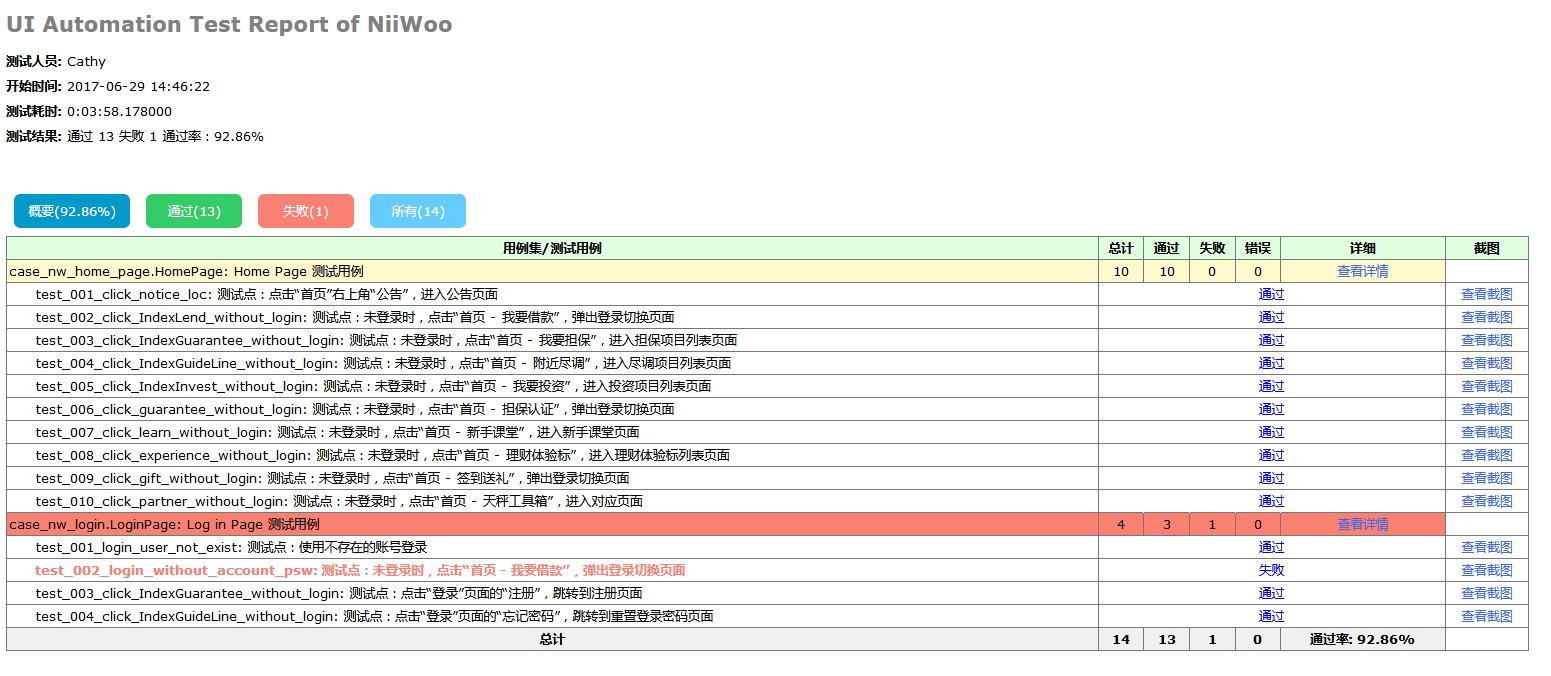 UI Automation Test Report of NiiWoo
测试人员: Cathy
开始时间: 2017-06-29 14:46:22
测试耗时: 0:03:58.178000
测试结果: 通过 13 失败 1 通过率：92.86%
概要(92.86%) 通过(13) 失败(1) 所有(14)
用例集/测试用例 总计 通过 失败 错误 详细 截图
case_nw_home_page.HomePage: Home Page 测试用例 10 10 0 0 查看详情
test_001_click_notice_loc: 测试点：点击“首页”右上角“公告”，进入公告页面 通过 查看截图
test_002_click_IndexLend_without_login: 测试点：未登录时，点击“首页 - 我要借款”，弹出登录切换页面 通过 查看截图
test_003_click_IndexGuarantee_without_login: 测试点：未登录时，点击“首页 - 我要担保”，进入担保项目列表页面 通过 查看截图
test_004_click_IndexGuideLine_without_login: 测试点：未登录时，点击“首页 - 附近尽调”，进入尽调项目列表页面 通过 查看截图
test_005_click_IndexInvest_without_login: 测试点：未登录时，点击“首页 - 我要投资”，进入投资项目列表页面 通过 查看截图
test_006_click_guarantee_without_login: 测试点：未登录时，点击“首页 - 担保认证”，弹出登录切换页面 通过 查看截图
test_007_click_learn_without_login: 测试点：未登录时，点击“首页 - 新手课堂”，进入新手课堂页面 通过 查看截图
test_008_click_experience_without_login: 测试点：未登录时，点击“首页 - 理财体验标”，进入理财体验标列表页面 通过 查看截图
test_009_click_gift_without_login: 测试点：未登录时，点击“首页 - 签到送礼”，弹出登录切换页面 通过 查看截图
test_010_click_partner_without_login: 测试点：未登录时，点击“首页 - 天秤工具箱”，进入对应页面 通过 查看截图
case_nw_login.LoginPage: Log in Page 测试用例 4 3 1 0 查看详情
test_001_login_user_not_exist: 测试点：使用不存在的账号登录 通过 查看截图
test_002_login_without_account_psw: 测试点：未登录时，点击“首页 - 我要借款”，弹出登录切换页面 失败 查看截图
test_003_click_IndexGuarantee_without_login: 测试点：点击“登录”页面的“注册”，跳转到注册页面 通过 查看截图
test_004_click_IndexGuideLine_without_login: 测试点：点击“登录”页面的“忘记密码”，跳转到重置登录密码页面 通过 查看截图
总计 14 13 1 0 通过率: 92.86%